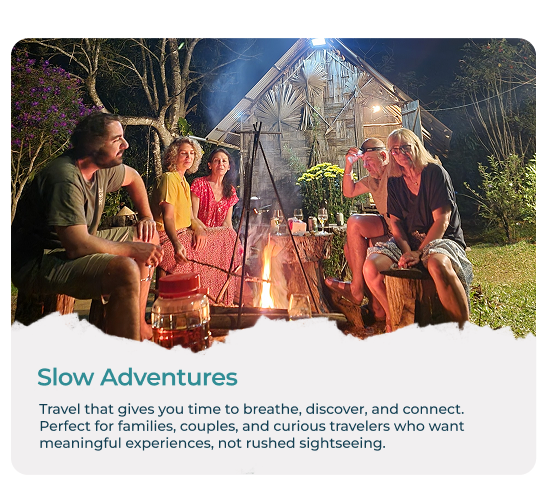 Slow Adventures
Travel that gives you time to breathe, discover, and connect.
Perfect for families, couples, and curious travelers who want
meaningful experiences, not rushed sightseeing.